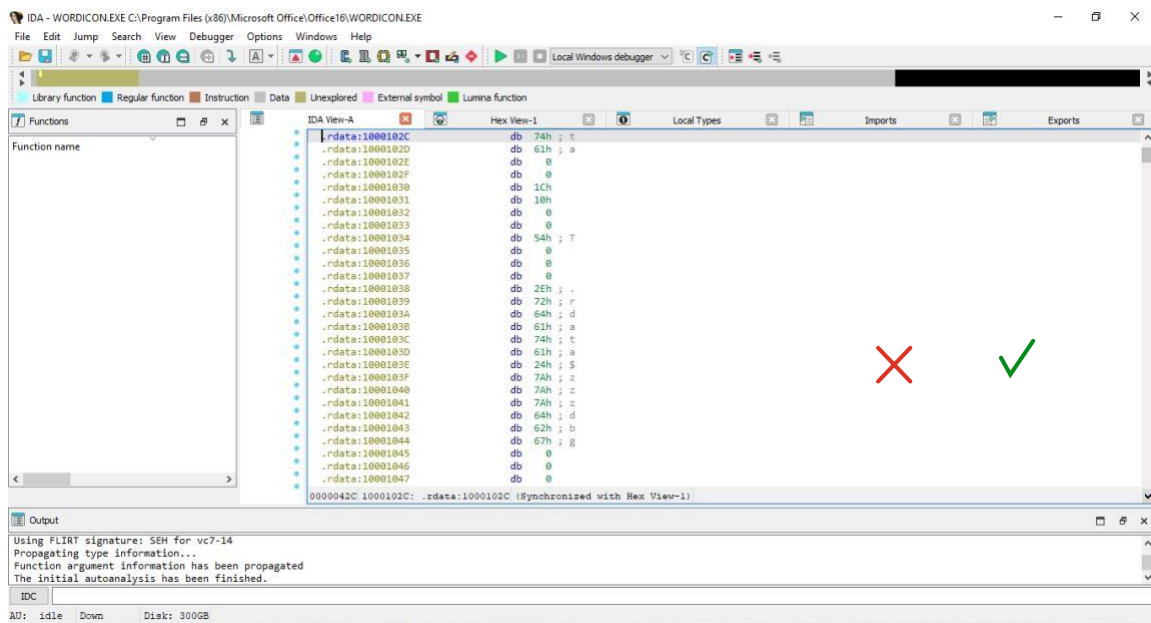 IDA - WORDICON.EXE C:\Program Files (x86)\Microsoft Office\Office16\WORDICON.EXE
File Edit Jump Search View Debugger Options Windows Help
Local Windows debugger
Library function Regular function Instruction Data Unexplored External symbol Lumina function
Functions
IDA View-A Hex View-1 Local Types Imports Exports
Function name
.rdata:1000102C db 74h ; t
.rdata:1000102D db 61h ; a
.rdata:1000102E db 0
.rdata:1000102F db 0
.rdata:10001030 db 1Ch
.rdata:10001031 db 10h
.rdata:10001032 db 0
.rdata:10001033 db 0
.rdata:10001034 db 54h ; T
.rdata:10001035 db 0
.rdata:10001036 db 0
.rdata:10001037 db 0
.rdata:10001038 db 2Eh ; .
.rdata:10001039 db 72h ; r
.rdata:1000103A db 64h ; d
.rdata:1000103B db 61h ; a
.rdata:1000103C db 74h ; t
.rdata:1000103D db 61h ; a
.rdata:1000103E db 24h ; $
.rdata:1000103F db 7Ah ; z
.rdata:10001040 db 7Ah ; z
.rdata:10001041 db 7Ah ; z
.rdata:10001042 db 64h ; d
.rdata:10001043 db 62h ; b
.rdata:10001044 db 67h ; g
.rdata:10001045 db 0
.rdata:10001046 db 0
.rdata:10001047 db 0
0000042C 1000102C: .rdata:1000102C (Synchronized with Hex View-1)
Output
Using FLIRT signature: SEH for vc7-14
Propagating type information...
Function argument information has been propagated
The initial autoanalysis has been finished.
IDC
AU: idle Down Disk: 300GB